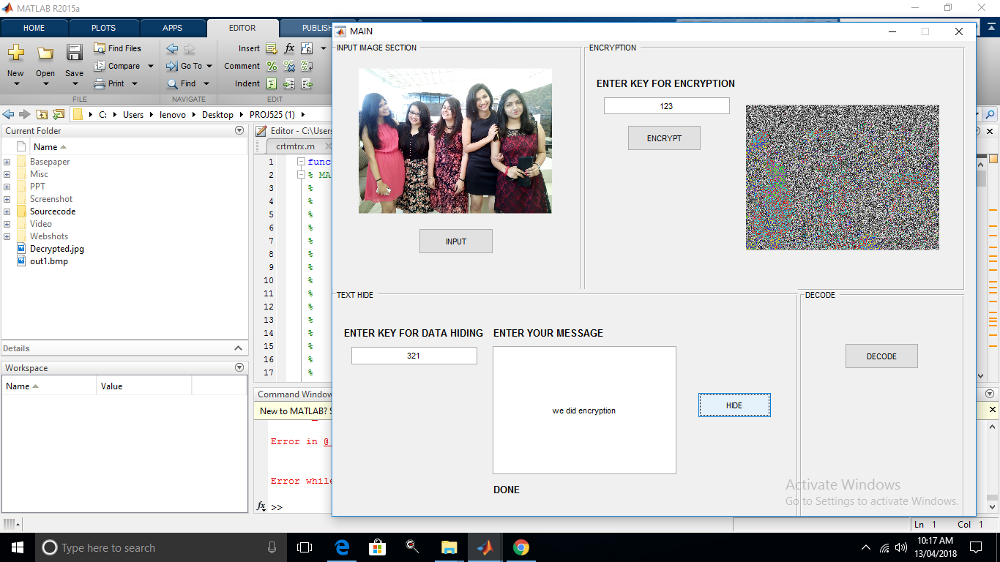 MATLAB R2015a
HOME PLOTS APPS EDITOR PUBLISH
New Open Save Find Files Compare Print
Go To Find
Insert Comment Indent
FILE NAVIGATE EDIT
C: Users lenovo Desktop PROJ525 (1)
Current Folder
Name
Basepaper
Misc
PPT
Screenshot
Sourcecode
Video
Webshots
Decrypted.jpg
out1.bmp
Details
Workspace
Name Value
Editor - C:\Users
crtmtrx.m
1 func
2 % MA
3 %
4 %
5 %
6 %
7 %
8 %
9 %
10 %
11 %
12 %
13 %
14 %
15 %
16 %
17 %
Command Window
New to MATLAB? S
Error in @
Error while
fx >>
MAIN
INPUT IMAGE SECTION
INPUT
ENCRYPTION
ENTER KEY FOR ENCRYPTION
123
ENCRYPT
TEXT HIDE
ENTER KEY FOR DATA HIDING
321
ENTER YOUR MESSAGE
we did encryption
HIDE
DONE
DECODE
DECODE
Activate Windows
Go to Settings to activate Windows.
Ln 1 Col 1
Type here to search
10:17 AM
13/04/2018